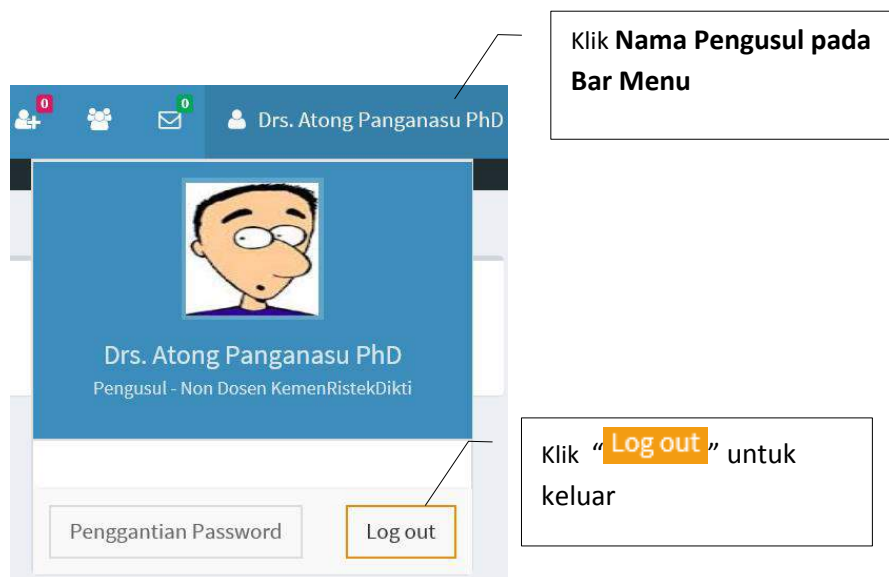 Klik Nama Pengusul pada
Bar Menu
0
0
Drs. Atong Panganasu PhD
Drs. Atong Panganasu PhD
Pengusul - Non Dosen KemenRistekDikti
Klik “Log out” untuk
keluar
Penggantian Password
Log out